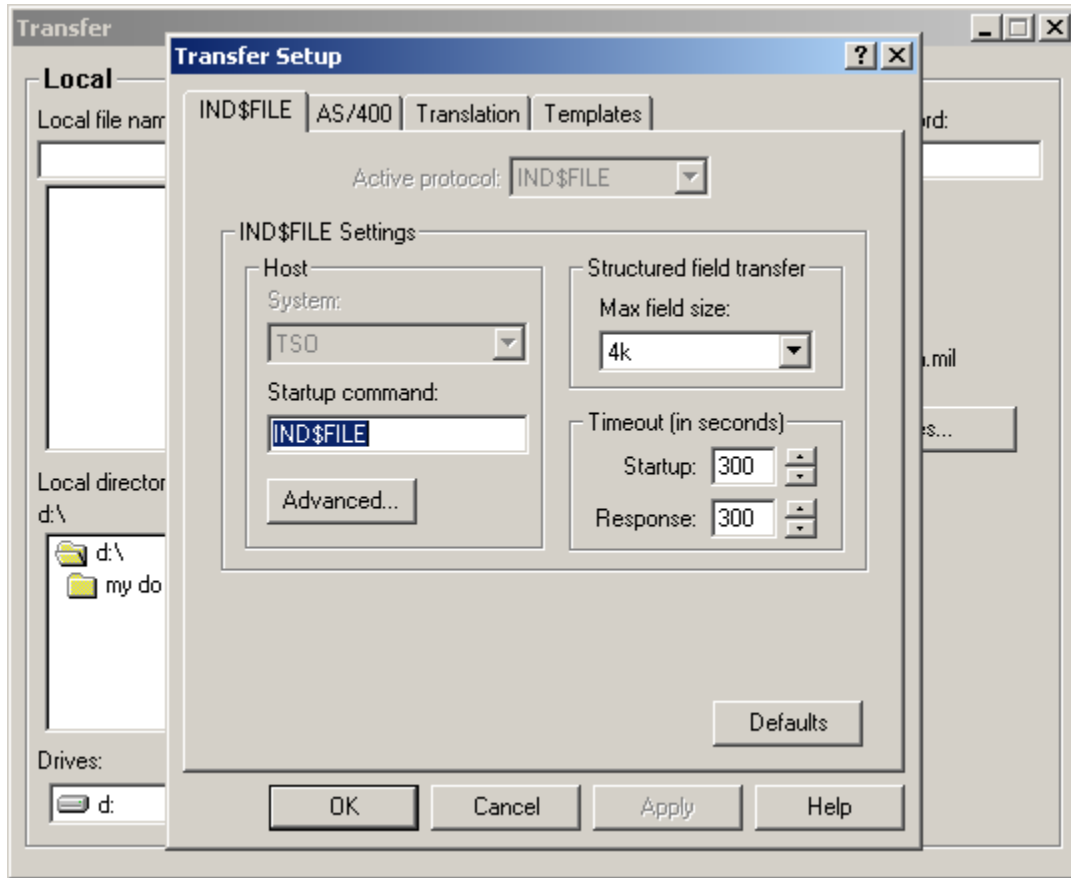 Transfer
Transfer Setup
Local
IND$FILE AS/400 Translation Templates
Local file nam
rd:
Active protocol: IND$FILE
IND$FILE Settings
Host
Structured field transfer
System:
Max field size:
TSO
4k
.mil
Startup command:
IND$FILE
Timeout (in seconds)
s...
Startup: 300
Local director
Advanced...
d:\
Response: 300
d:\
my do
Defaults
Drives:
d:
OK Cancel Apply Help